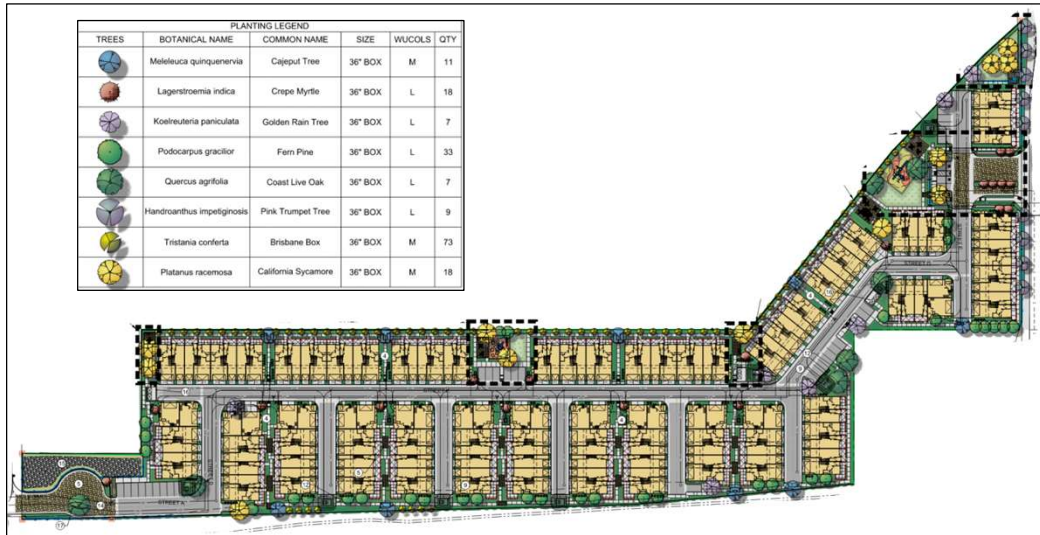 PLANTING LEGEND
TREES BOTANICAL NAME COMMON NAME SIZE WUCOLS QTY
Meleleuca quinquenervia Cajeput Tree 36" BOX M 11
Lagerstroemia indica Crepe Myrtle 36" BOX L 18
Koelreuteria paniculata Golden Rain Tree 36" BOX L 7
Podocarpus gracilior Fern Pine 36" BOX L 33
Quercus agrifolia Coast Live Oak 36" BOX L 7
Handroanthus impetiginosis Pink Trumpet Tree 36" BOX L 9
Tristania conferta Brisbane Box 36" BOX M 73
Platanus racemosa California Sycamore 36" BOX M 18
STREET D
STREET A